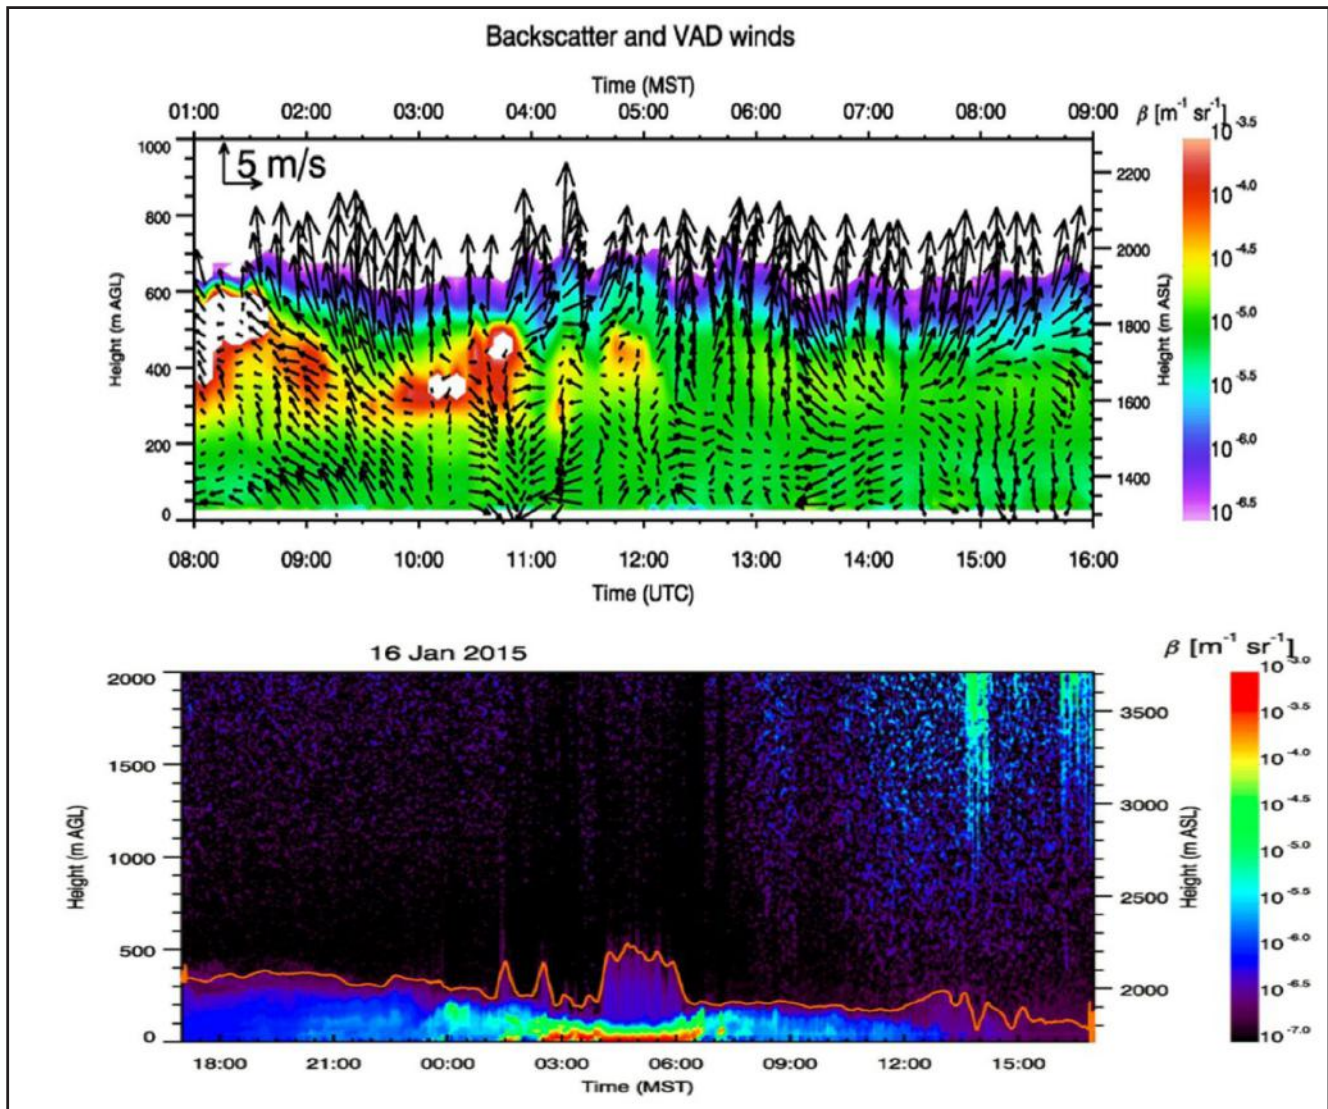 Backscatter and VAD winds
Time (MST)
01:00 02:00 03:00 04:00 05:00 06:00 07:00 08:00 09:00
β [m⁻¹ sr⁻¹]
5 m/s
Height (m AGL)
1000
800
600
400
200
0
2200
2000
1800
1600
1400
Height (m ASL)
10 -3.5
10 -4.0
10 -4.5
10 -5.0
10 -5.5
10 -6.0
10 -6.5
08:00 09:00 10:00 11:00 12:00 13:00 14:00 15:00 16:00
Time (UTC)
16 Jan 2015
β [m⁻¹ sr⁻¹]
Height (m AGL)
2000
1500
1000
500
0
3500
3000
2500
2000
Height (m ASL)
10 -3.0
10 -3.5
10 -4.0
10 -4.5
10 -5.0
10 -5.5
10 -6.0
10 -6.5
10 -7.0
18:00 21:00 00:00 03:00 06:00 09:00 12:00 15:00
Time (MST)